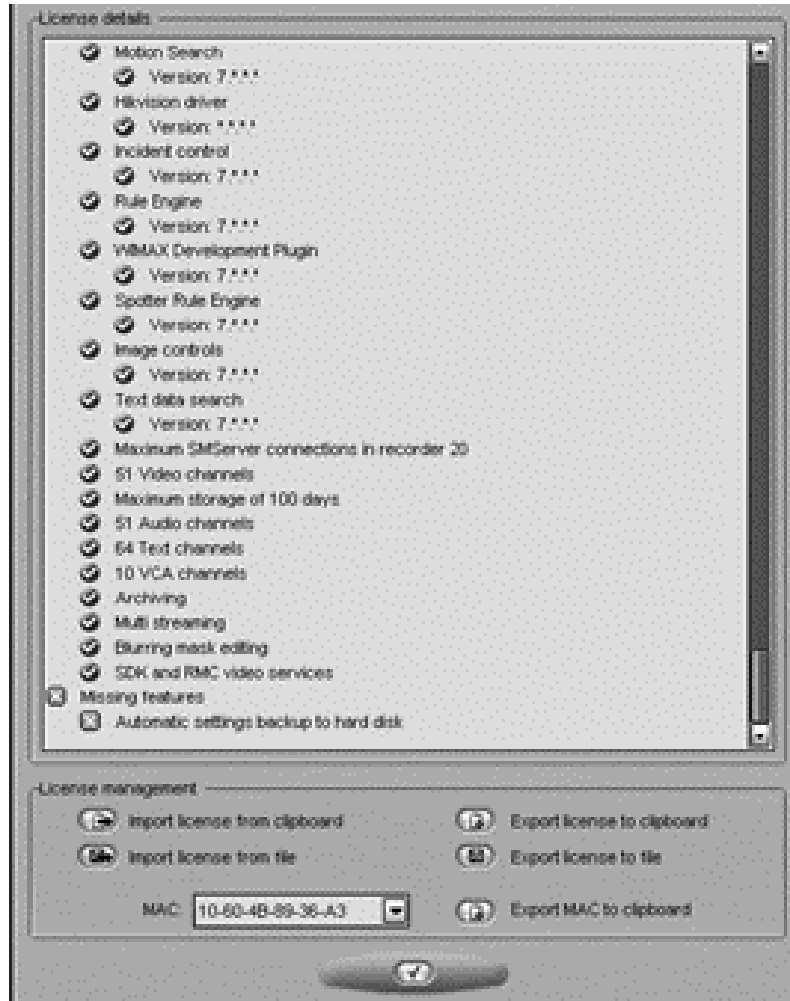 License details
Motion Search
Version: 7.*.*.*
Hikvision driver
Version: *.*.*.*
Incident control
Version: 7.*.*.*
Rule Engine
Version: 7.*.*.*
WIMAX Development Plugin
Version: 7.*.*.*
Spotter Rule Engine
Version: 7.*.*.*
Image controls
Version: 7.*.*.*
Text data search
Version: 7.*.*.*
Maximum SMServer connections in recorder 20
51 Video channels
Maximum storage of 100 days
51 Audio channels
64 Text channels
10 VCA channels
Archiving
Multi streaming
Blurring mask editing
SDK and RMC video services
Missing features
Automatic settings backup to hard disk
License management
Import license from clipboard
Export license to clipboard
Import license from file
Export license to file
MAC: 10-60-4B-89-36-A3
Export MAC to clipboard